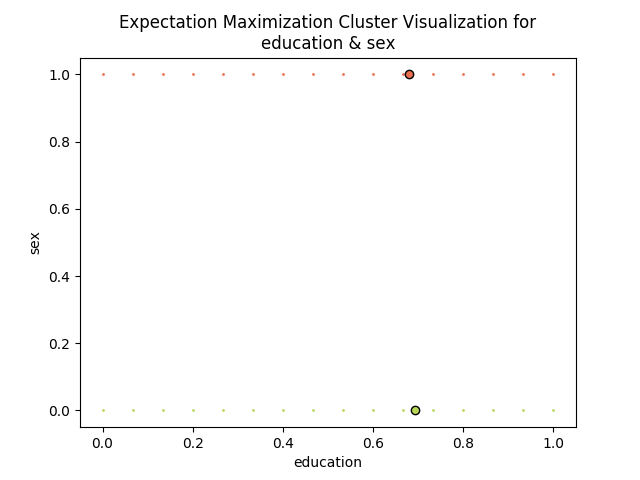 Expectation Maximization Cluster Visualization for
education & sex
1.0
0.8
0.6
0.4
0.2
0.0
sex
0.0 0.2 0.4 0.6 0.8 1.0
education